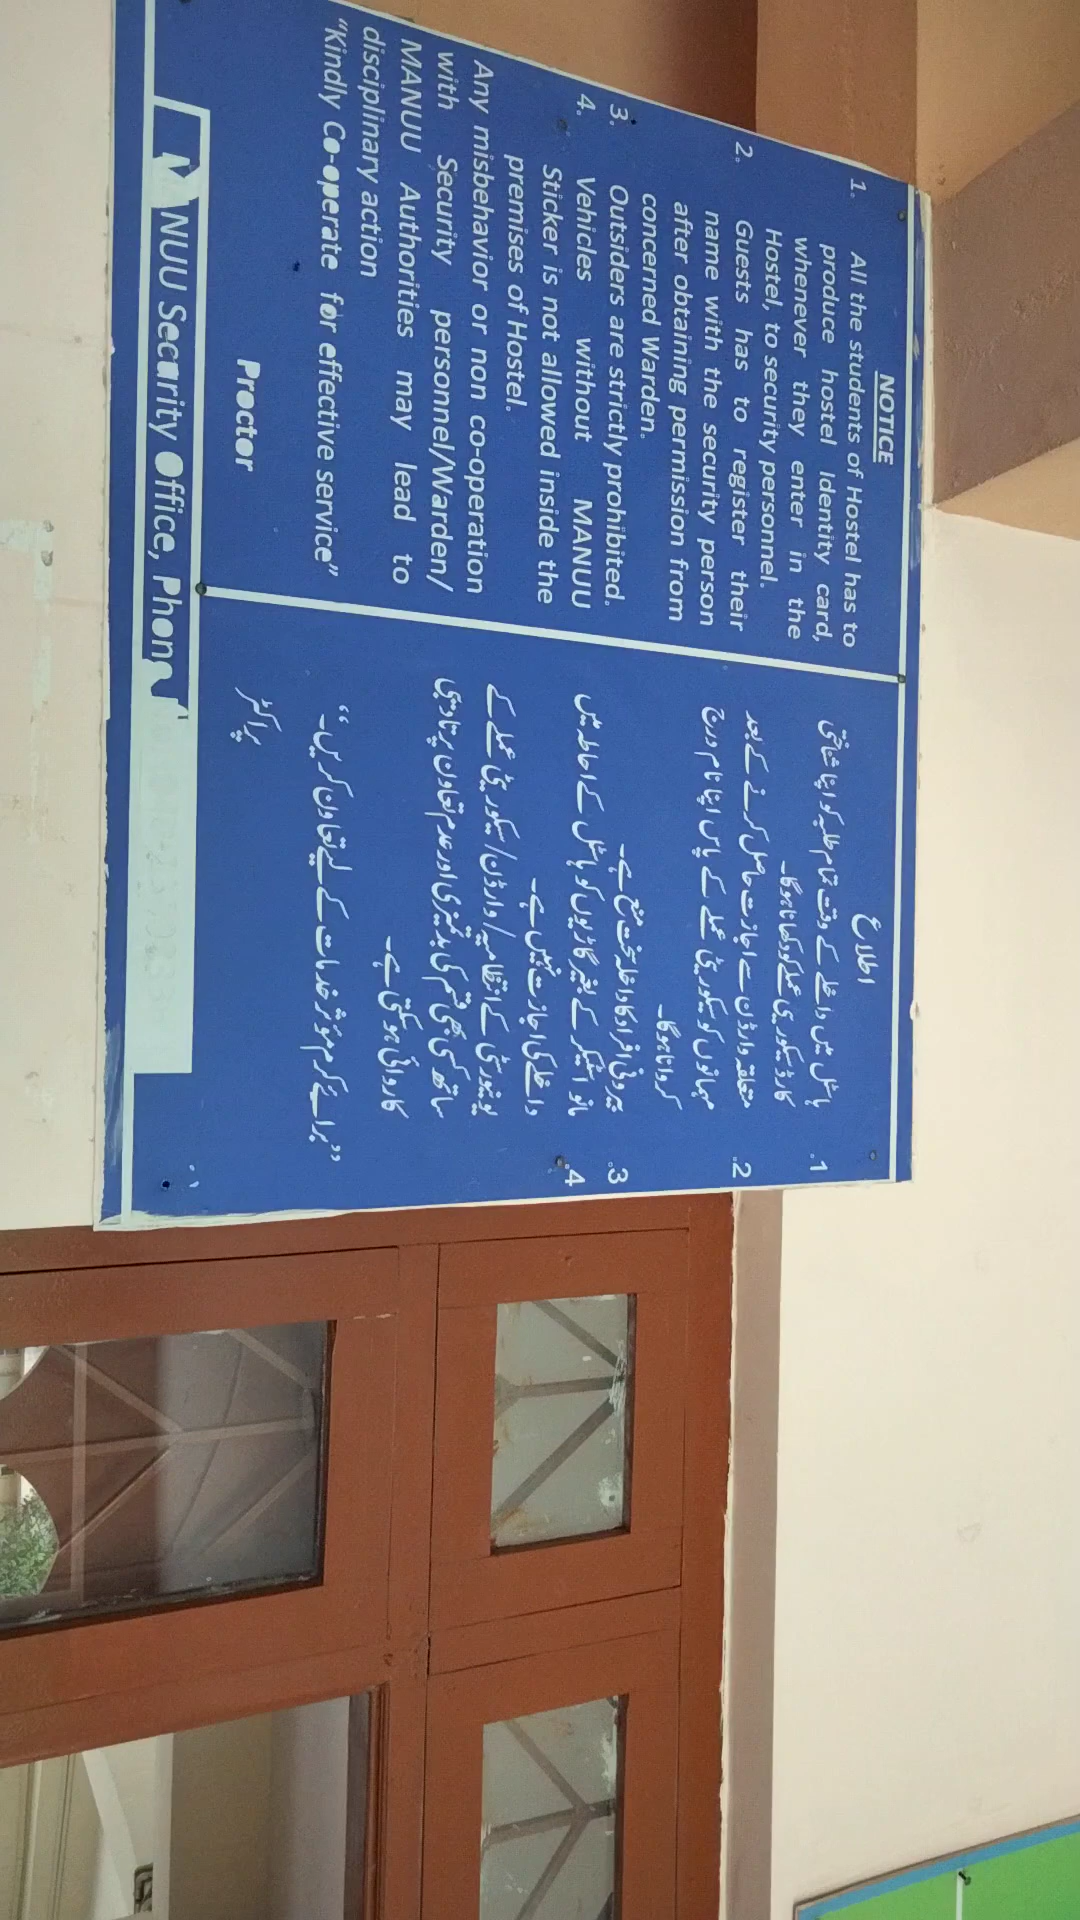 NOTICE
1. All the students of Hostel has to
produce hostel Identity card,
whenever they enter in the
Hostel, to security personnel.
2. Guests has to register their
name with the security person
after obtaining permission from
concerned Warden.
3. Outsiders are strictly prohibited.
4. Vehicles without MANUU
Sticker is not allowed inside the
premises of Hostel.
Any misbehavior or non co-operation
with Security personnel/Warden/
MANUU Authorities may lead to
disciplinary action
“Kindly Co-operate for effective service”
Proctor
اطلاع
1. ہاسٹل میں داخلے کے وقت تمام طلبہ کو اپنا شناختی
کارڈ سیکوریٹی عملہ کو دکھانا ہوگا۔
2. متعلقہ وارڈن سے اجازت حاصل کرنے کے بعد
مہمانوں کو سیکوریٹی عملے کے پاس اپنا نام درج
کروانا ہوگا۔
3. بیرونی افراد کا داخلہ سخت منع ہے۔
4. مانو اسٹیکر کے بغیر گاڑیوں کو ہاسٹل کے احاطہ میں
داخلے کی اجازت نہیں ہے۔
یونیورسٹی کے انتظامیہ/وارڈن/سیکوریٹی عملے کے
ساتھ کسی بھی قسم کی بدتمیزی اور عدم تعاون پر تادیبی
کاروائی ہوسکتی ہے۔
”برائے کرم مؤثر خدمات کے لیے تعاون کریں۔“
پراکٹر
NUU Security Office, Phon